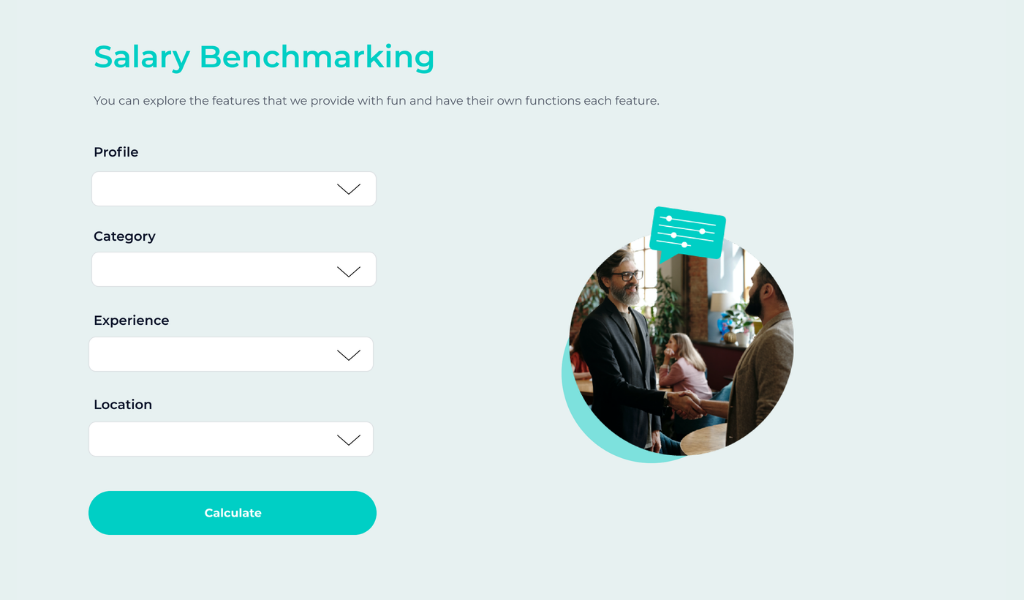 Salary Benchmarking
You can explore the features that we provide with fun and have their own functions each feature.
Profile
Category
Experience
Location
Calculate